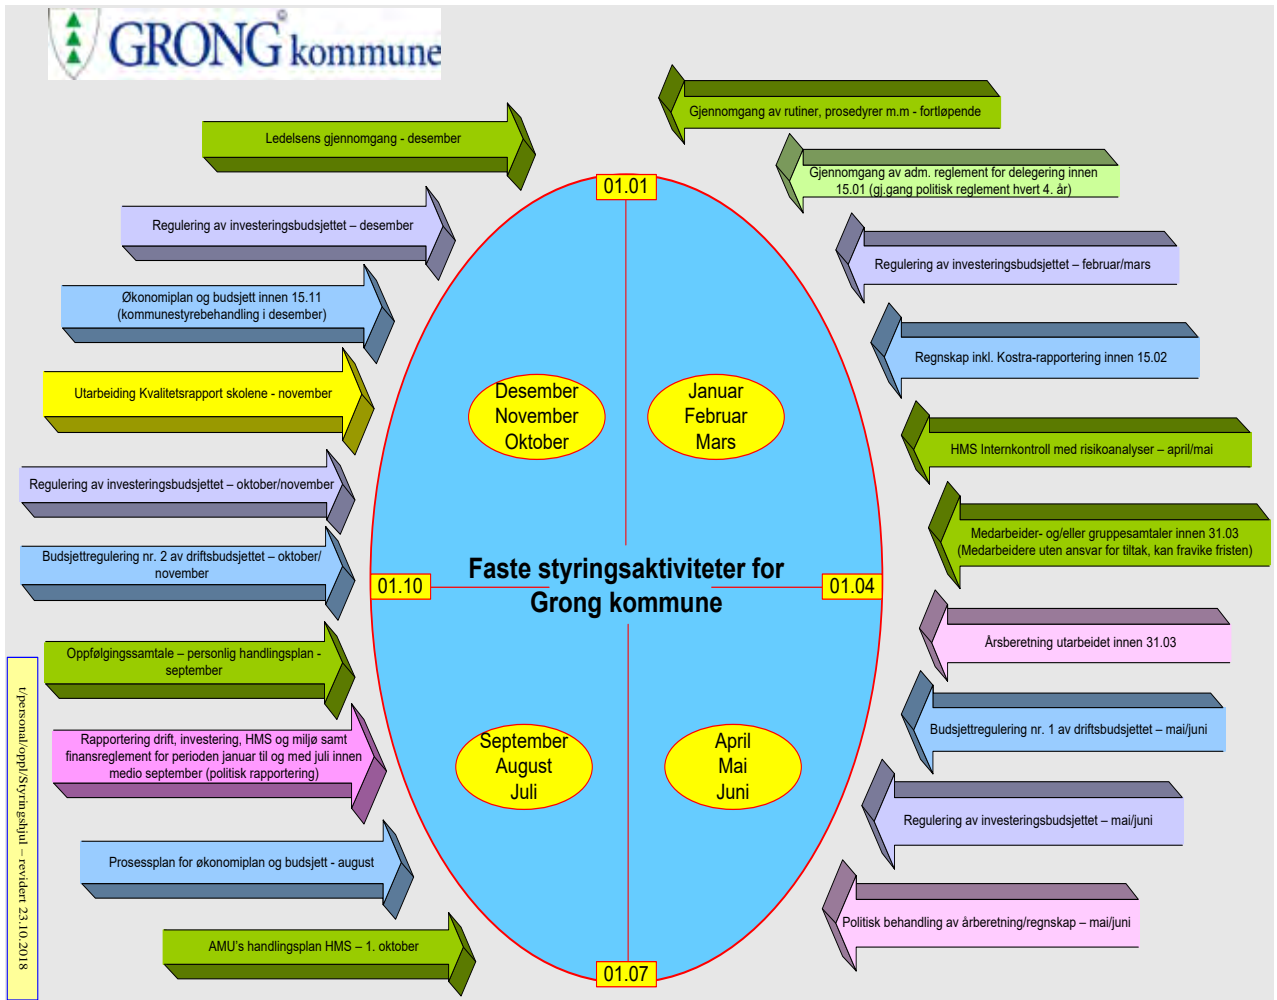 GRONG© kommune
Gjennomgang av rutiner, prosedyrer m.m - fortløpende
Gjennomgang av adm. reglement for delegering innen
15.01 (gj.gang politisk reglement hvert 4. år)
Regulering av investeringsbudsjettet – februar/mars
Regnskap inkl. Kostra-rapportering innen 15.02
HMS Internkontroll med risikoanalyser – april/mai
Medarbeider- og/eller gruppesamtaler innen 31.03
(Medarbeidere uten ansvar for tiltak, kan fravike fristen)
Årsberetning utarbeidet innen 31.03
Budsjettregulering nr. 1 av driftsbudsjettet – mai/juni
Regulering av investeringsbudsjettet – mai/juni
Politisk behandling av årberetning/regnskap – mai/juni
Ledelsens gjennomgang - desember
Regulering av investeringsbudsjettet – desember
Økonomiplan og budsjett innen 15.11
(kommunestyrebehandling i desember)
Utarbeiding Kvalitetsrapport skolene - november
Regulering av investeringsbudsjettet – oktober/november
Budsjettregulering nr. 2 av driftsbudsjettet – oktober/
november
Oppfølgingssamtale – personlig handlingsplan -
september
Rapportering drift, investering, HMS og miljø samt
finansreglement for perioden januar til og med juli innen
medio september (politisk rapportering)
Prosessplan for økonomiplan og budsjett - august
AMU's handlingsplan HMS – 1. oktober
01.01
Desember
November
Oktober
Januar
Februar
Mars
Faste styringsaktiviteter for
Grong kommune
01.10
01.04
September
August
Juli
April
Mai
Juni
01.07
t/personal/oppl/Styringshjul – revidert 23.10.2018